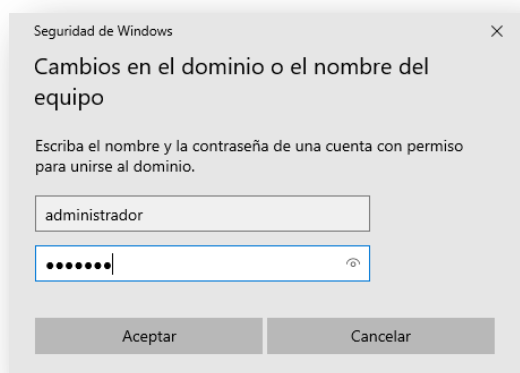 Seguridad de Windows
Cambios en el dominio o el nombre del
equipo
Escriba el nombre y la contraseña de una cuenta con permiso
para unirse al dominio.
administrador
●●●●●●●
Aceptar
Cancelar